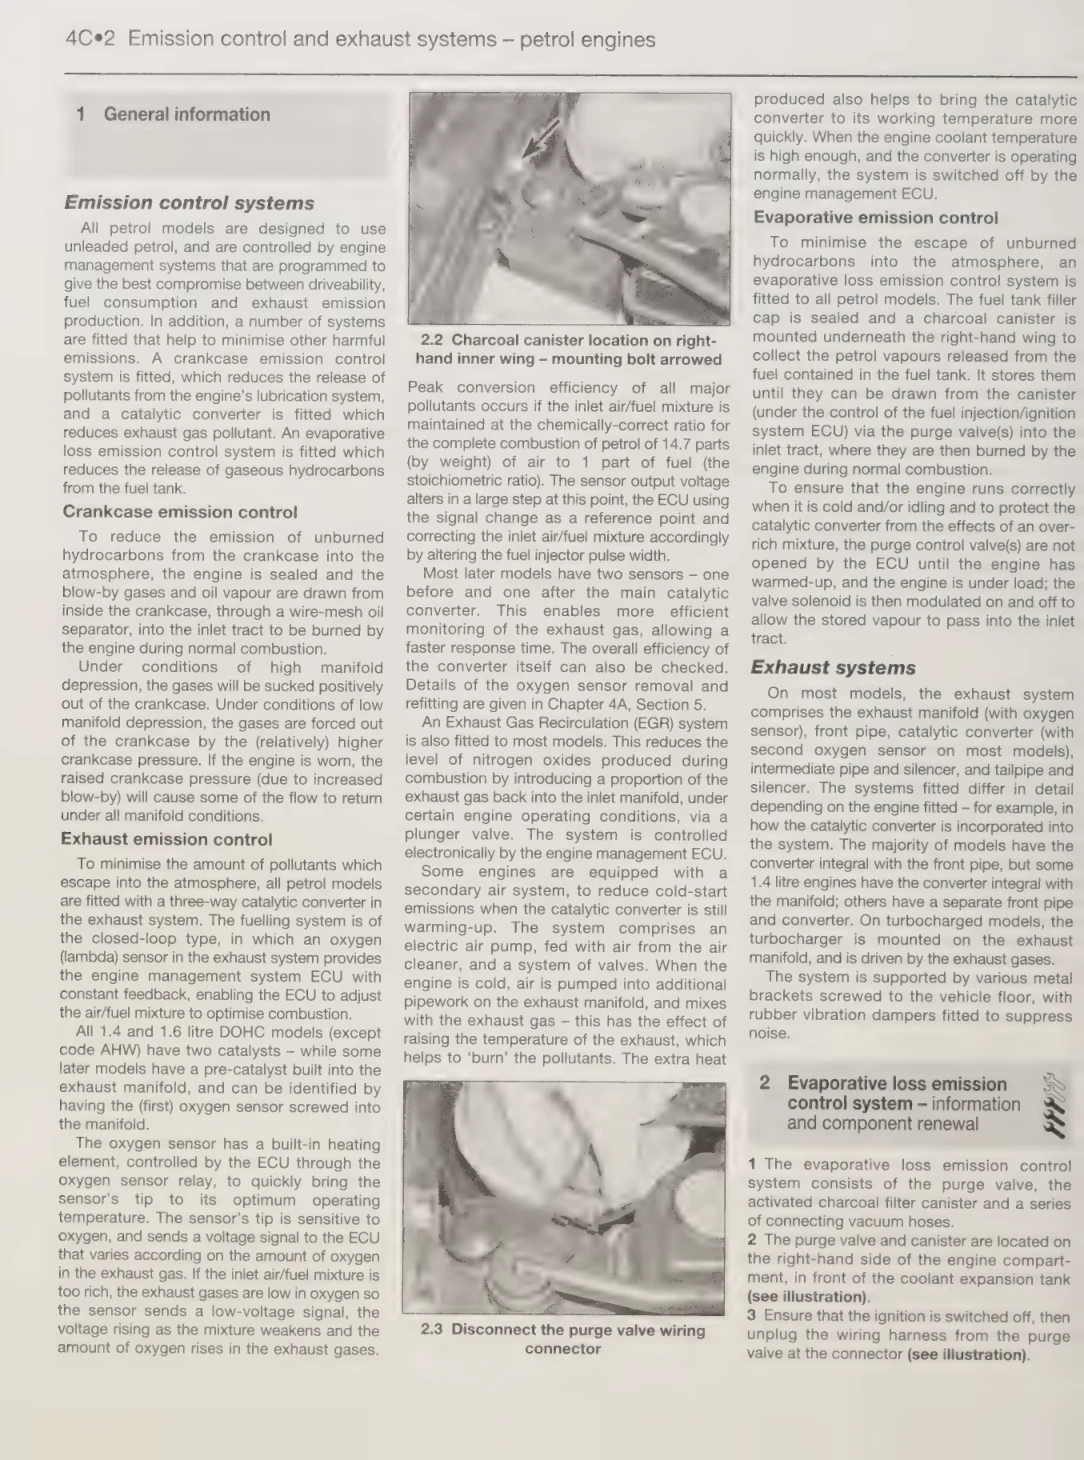 4C•2 Emission control and exhaust systems – petrol engines
1 General information
Emission control systems
All petrol models are designed to use
unleaded petrol, and are controlled by engine
management systems that are programmed to
give the best compromise between driveability,
fuel consumption and exhaust emission
production. In addition, a number of systems
are fitted that help to minimise other harmful
emissions. A crankcase emission control
system is fitted, which reduces the release of
pollutants from the engine's lubrication system,
and a catalytic converter is fitted which
reduces exhaust gas pollutant. An evaporative
loss emission control system is fitted which
reduces the release of gaseous hydrocarbons
from the fuel tank.
Crankcase emission control
To reduce the emission of unburned
hydrocarbons from the crankcase into the
atmosphere, the engine is sealed and the
blow-by gases and oil vapour are drawn from
inside the crankcase, through a wire-mesh oil
separator, into the inlet tract to be burned by
the engine during normal combustion.
Under conditions of high manifold
depression, the gases will be sucked positively
out of the crankcase. Under conditions of low
manifold depression, the gases are forced out
of the crankcase by the (relatively) higher
crankcase pressure. If the engine is worn, the
raised crankcase pressure (due to increased
blow-by) will cause some of the flow to return
under all manifold conditions.
Exhaust emission control
To minimise the amount of pollutants which
escape into the atmosphere, all petrol models
are fitted with a three-way catalytic converter in
the exhaust system. The fuelling system is of
the closed-loop type, in which an oxygen
(lambda) sensor in the exhaust system provides
the engine management system ECU with
constant feedback, enabling the ECU to adjust
the air/fuel mixture to optimise combustion.
All 1.4 and 1.6 litre DOHC models (except
code AHW) have two catalysts – while some
later models have a pre-catalyst built into the
exhaust manifold, and can be identified by
having the (first) oxygen sensor screwed into
the manifold.
The oxygen sensor has a built-in heating
element, controlled by the ECU through the
oxygen sensor relay, to quickly bring the
sensor's tip to its optimum operating
temperature. The sensor's tip is sensitive to
oxygen, and sends a voltage signal to the ECU
that varies according on the amount of oxygen
in the exhaust gas. If the inlet air/fuel mixture is
too rich, the exhaust gases are low in oxygen so
the sensor sends a low-voltage signal, the
voltage rising as the mixture weakens and the
amount of oxygen rises in the exhaust gases.
2.2 Charcoal canister location on right-
hand inner wing – mounting bolt arrowed
Peak conversion efficiency of all major
pollutants occurs if the inlet air/fuel mixture is
maintained at the chemically-correct ratio for
the complete combustion of petrol of 14.7 parts
(by weight) of air to 1 part of fuel (the
stoichiometric ratio). The sensor output voltage
alters in a large step at this point, the ECU using
the signal change as a reference point and
correcting the inlet air/fuel mixture accordingly
by altering the fuel injector pulse width.
Most later models have two sensors – one
before and one after the main catalytic
converter. This enables more efficient
monitoring of the exhaust gas, allowing a
faster response time. The overall efficiency of
the converter itself can also be checked.
Details of the oxygen sensor removal and
refitting are given in Chapter 4A, Section 5.
An Exhaust Gas Recirculation (EGR) system
is also fitted to most models. This reduces the
level of nitrogen oxides produced during
combustion by introducing a proportion of the
exhaust gas back into the inlet manifold, under
certain engine operating conditions, via a
plunger valve. The system is controlled
electronically by the engine management ECU.
Some engines are equipped with a
secondary air system, to reduce cold-start
emissions when the catalytic converter is still
warming-up. The system comprises an
electric air pump, fed with air from the air
cleaner, and a system of valves. When the
engine is cold, air is pumped into additional
pipework on the exhaust manifold, and mixes
with the exhaust gas – this has the effect of
raising the temperature of the exhaust, which
helps to 'burn' the pollutants. The extra heat
2.3 Disconnect the purge valve wiring
connector
produced also helps to bring the catalytic
converter to its working temperature more
quickly. When the engine coolant temperature
is high enough, and the converter is operating
normally, the system is switched off by the
engine management ECU.
Evaporative emission control
To minimise the escape of unburned
hydrocarbons into the atmosphere, an
evaporative loss emission control system is
fitted to all petrol models. The fuel tank filler
cap is sealed and a charcoal canister is
mounted underneath the right-hand wing to
collect the petrol vapours released from the
fuel contained in the fuel tank. It stores them
until they can be drawn from the canister
(under the control of the fuel injection/ignition
system ECU) via the purge valve(s) into the
inlet tract, where they are then burned by the
engine during normal combustion.
To ensure that the engine runs correctly
when it is cold and/or idling and to protect the
catalytic converter from the effects of an over-
rich mixture, the purge control valve(s) are not
opened by the ECU until the engine has
warmed-up, and the engine is under load; the
valve solenoid is then modulated on and off to
allow the stored vapour to pass into the inlet
tract.
Exhaust systems
On most models, the exhaust system
comprises the exhaust manifold (with oxygen
sensor), front pipe, catalytic converter (with
second oxygen sensor on most models),
intermediate pipe and silencer, and tailpipe and
silencer. The systems fitted differ in detail
depending on the engine fitted – for example, in
how the catalytic converter is incorporated into
the system. The majority of models have the
converter integral with the front pipe, but some
1.4 litre engines have the converter integral with
the manifold; others have a separate front pipe
and converter. On turbocharged models, the
turbocharger is mounted on the exhaust
manifold, and is driven by the exhaust gases.
The system is supported by various metal
brackets screwed to the vehicle floor, with
rubber vibration dampers fitted to suppress
noise.
2 Evaporative loss emission
control system – information
and component renewal
1 The evaporative loss emission control
system consists of the purge valve, the
activated charcoal filter canister and a series
of connecting vacuum hoses.
2 The purge valve and canister are located on
the right-hand side of the engine compart-
ment, in front of the coolant expansion tank
(see illustration).
3 Ensure that the ignition is switched off, then
unplug the wiring harness from the purge
valve at the connector (see illustration).